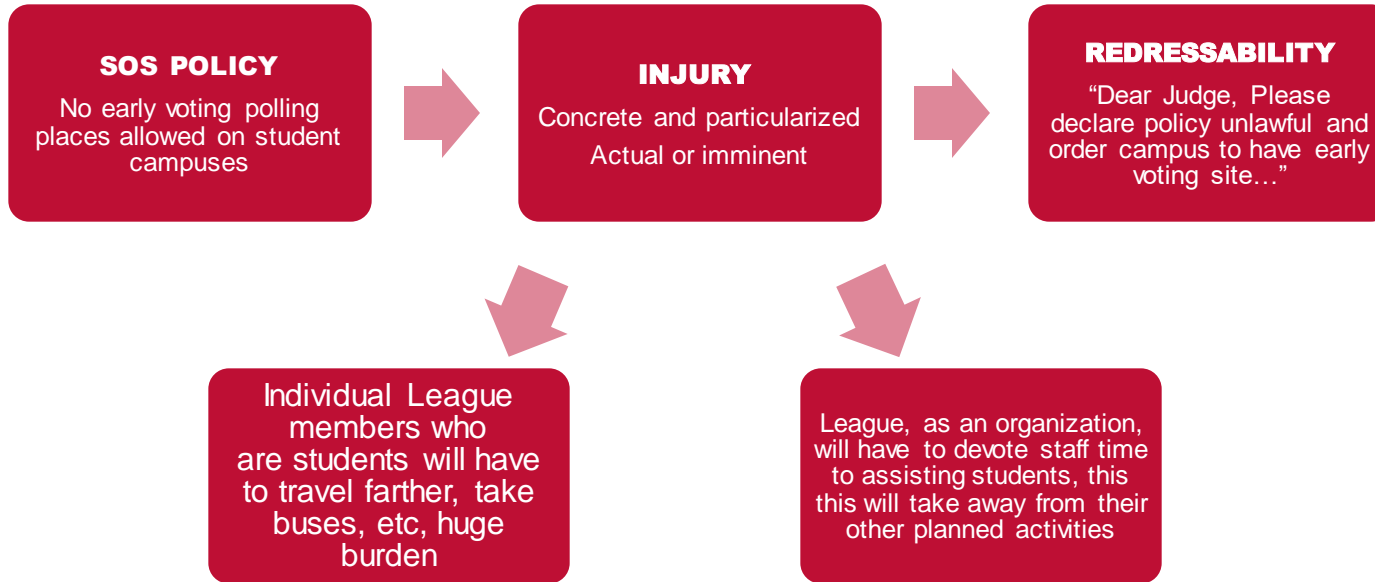 SOS POLICY
No early voting polling
places allowed on student
campuses
INJURY
Concrete and particularized
Actual or imminent
REDRESSABILITY
“Dear Judge, Please
declare policy unlawful and
order campus to have early
voting site…”
Individual League
members who
are students will have
to travel farther, take
buses, etc, huge
burden
League, as an organization,
will have to devote staff time
to assisting students, this
this will take away from their
other planned activities